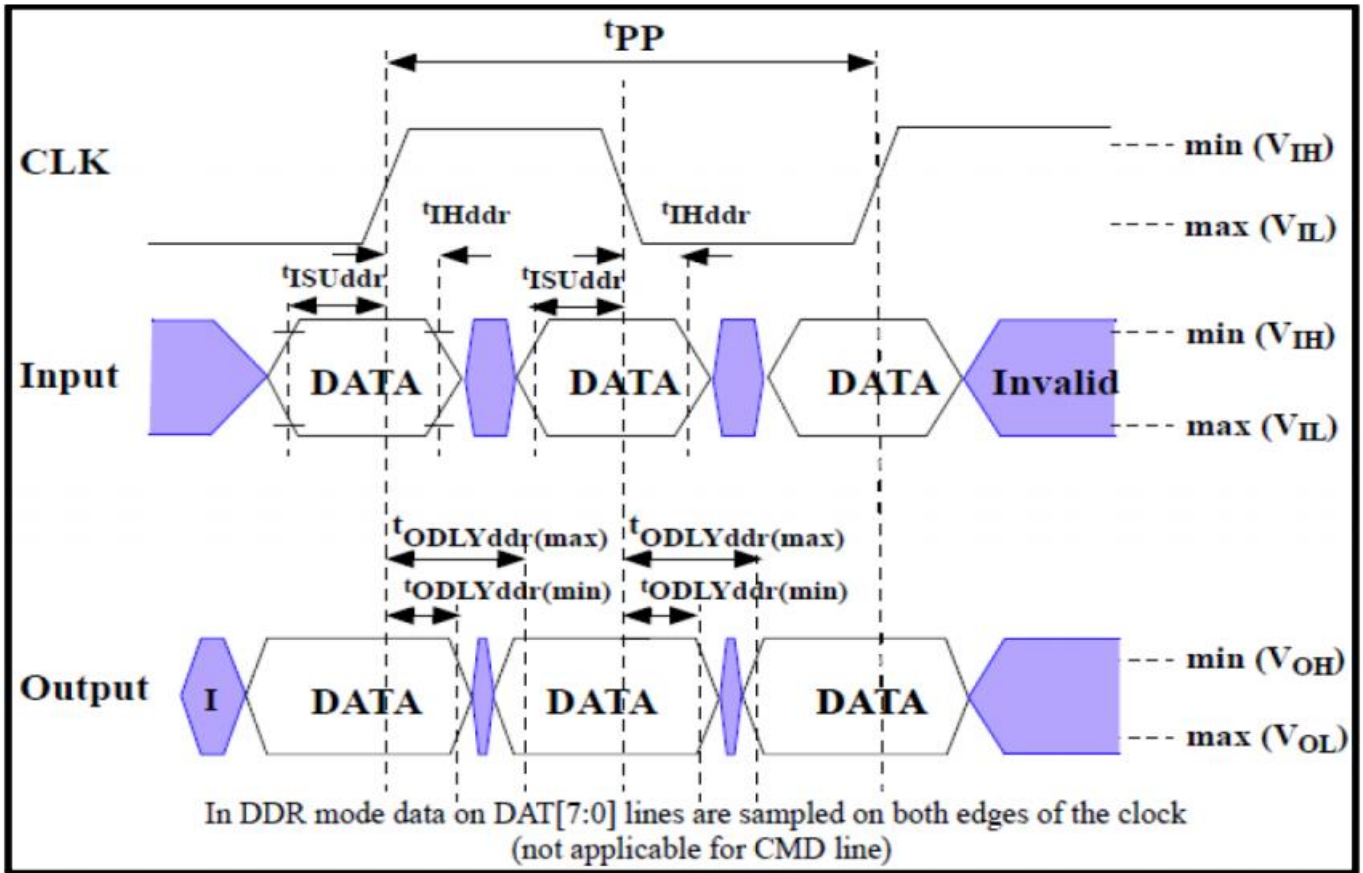 tPP
CLK
min (VIH)
tIHddr
tIHddr
max (VIL)
tISUddr
tISUddr
Input
DATA
DATA
DATA
Invalid
min (VIH)
max (VIL)
tODLYddr(max)
tODLYddr(max)
tODLYddr(min)
tODLYddr(min)
Output
I
DATA
DATA
DATA
min (VOH)
max (VOL)
In DDR mode data on DAT[7:0] lines are sampled on both edges of the clock
(not applicable for CMD line)